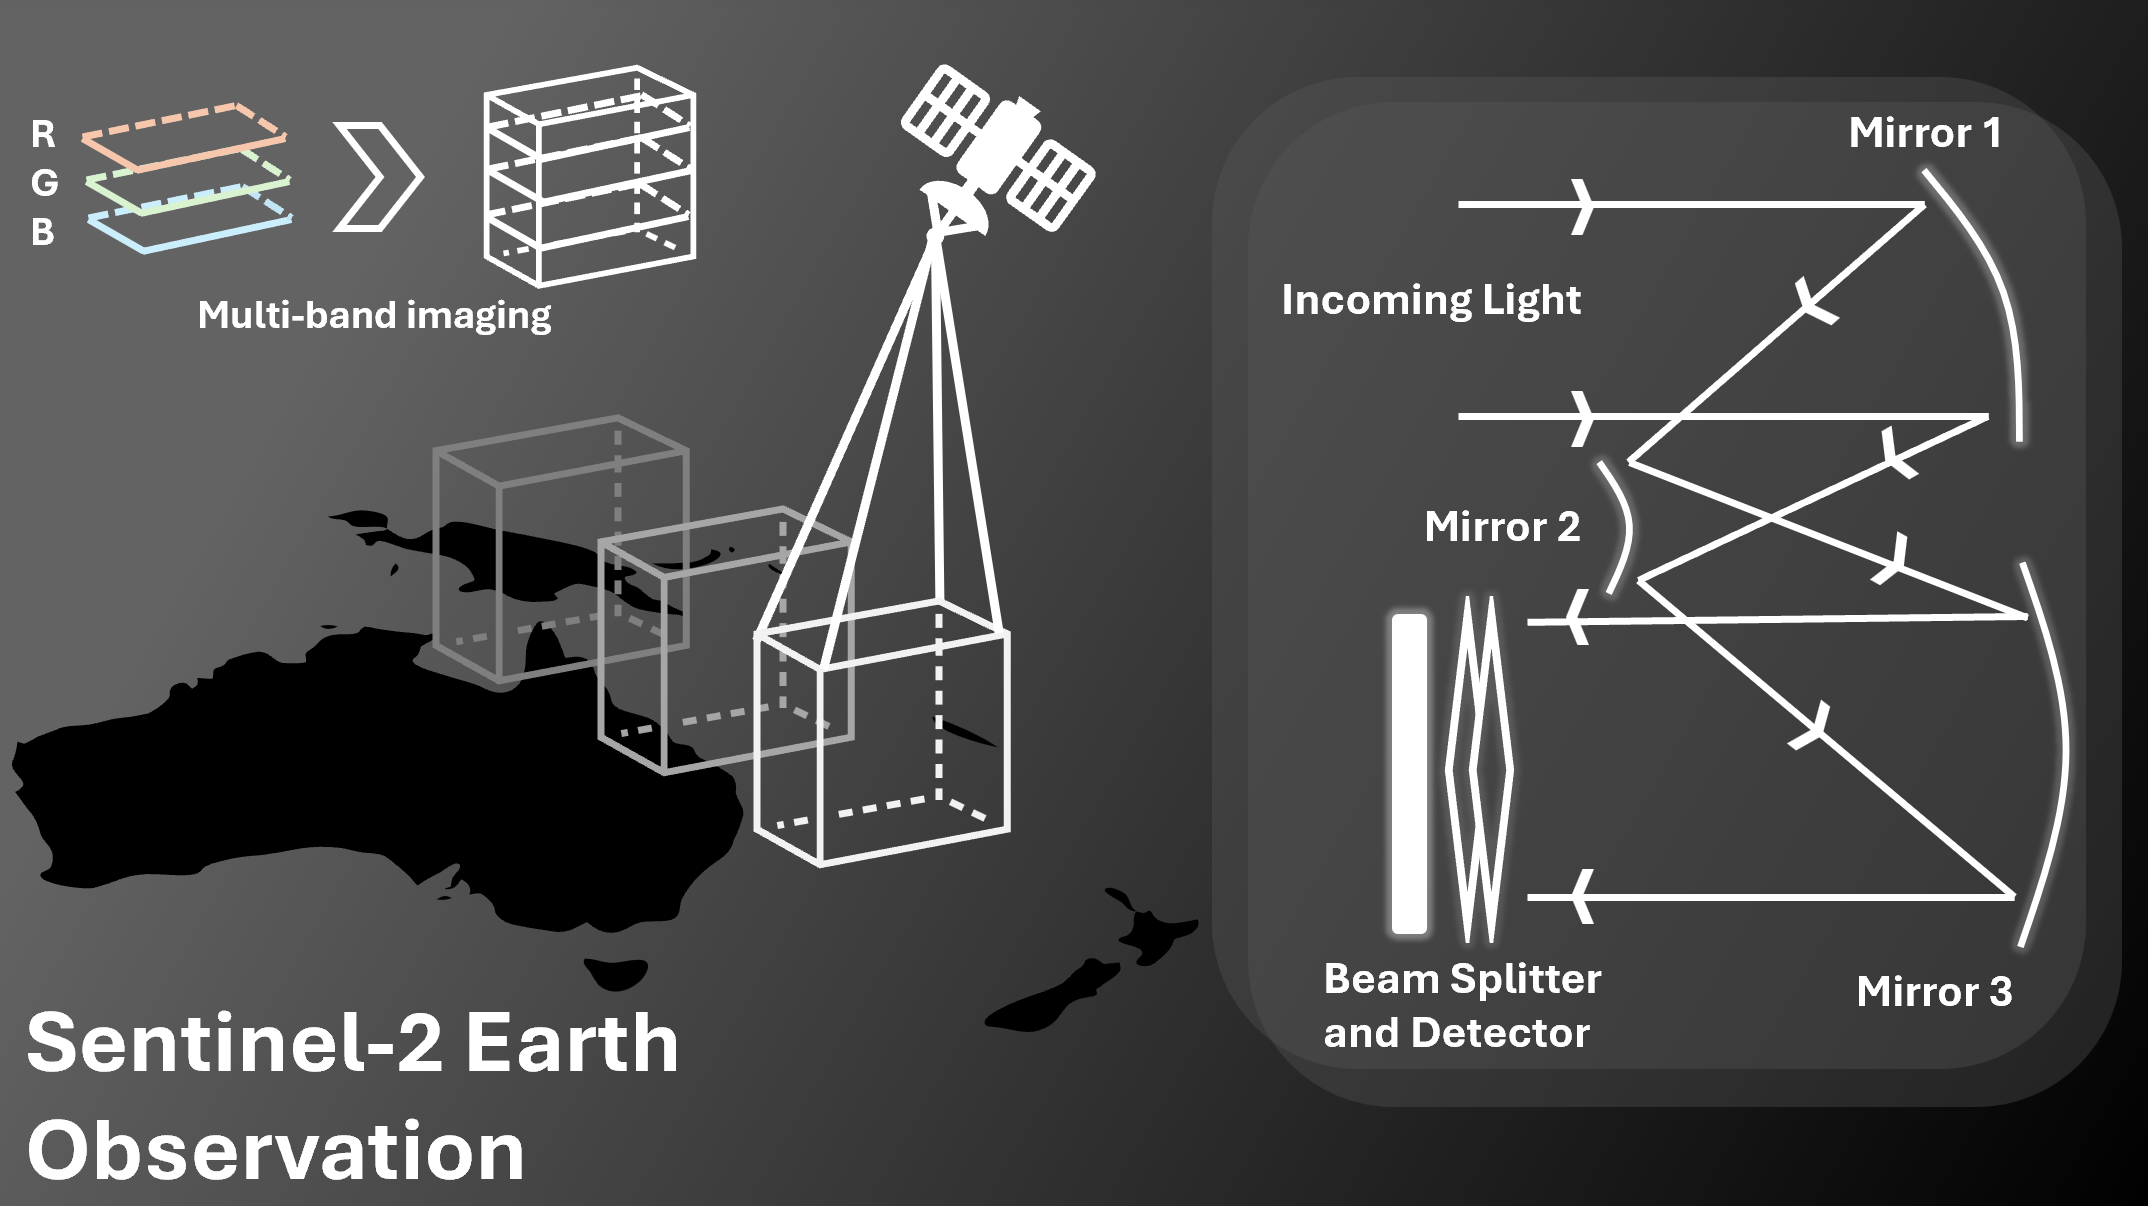 R
G
B
Multi-band imaging
Mirror 1
Incoming Light
Mirror 2
Beam Splitter
and Detector
Mirror 3
Sentinel-2 Earth
Observation